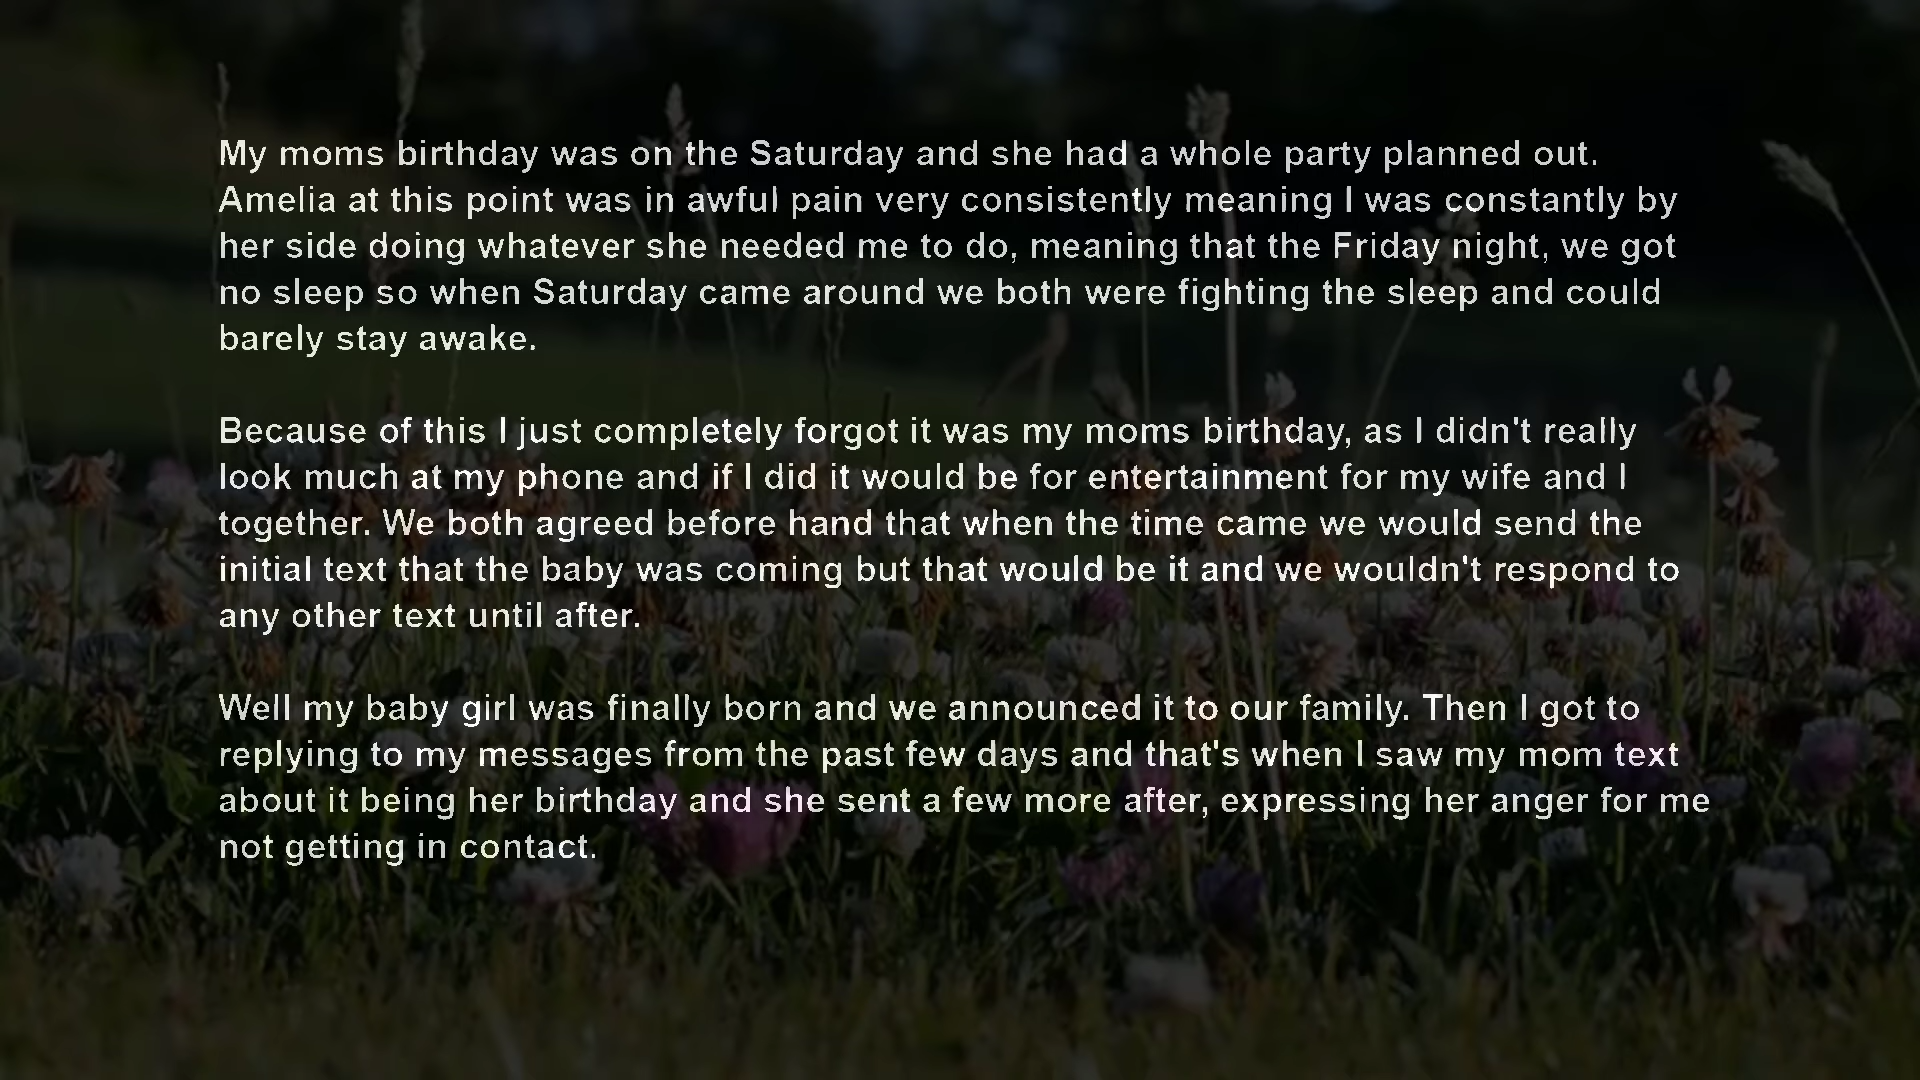 My moms birthday was on the Saturday and she had a whole party planned out.
Amelia at this point was in awful pain very consistently meaning I was constantly by
her side doing whatever she needed me to do, meaning that the Friday night, we got
no sleep so when Saturday came around we both were fighting the sleep and could
barely stay awake.
Because of this I just completely forgot it was my moms birthday, as I didn't really
look much at my phone and if I did it would be for entertainment for my wife and I
together. We both agreed before hand that when the time came we would send the
initial text that the baby was coming but that would be it and we wouldn't respond to
any other text until after.
Well my baby girl was finally born and we announced it to our family. Then I got to
replying to my messages from the past few days and that's when I saw my mom text
about it being her birthday and she sent a few more after, expressing her anger for me
not getting in contact.